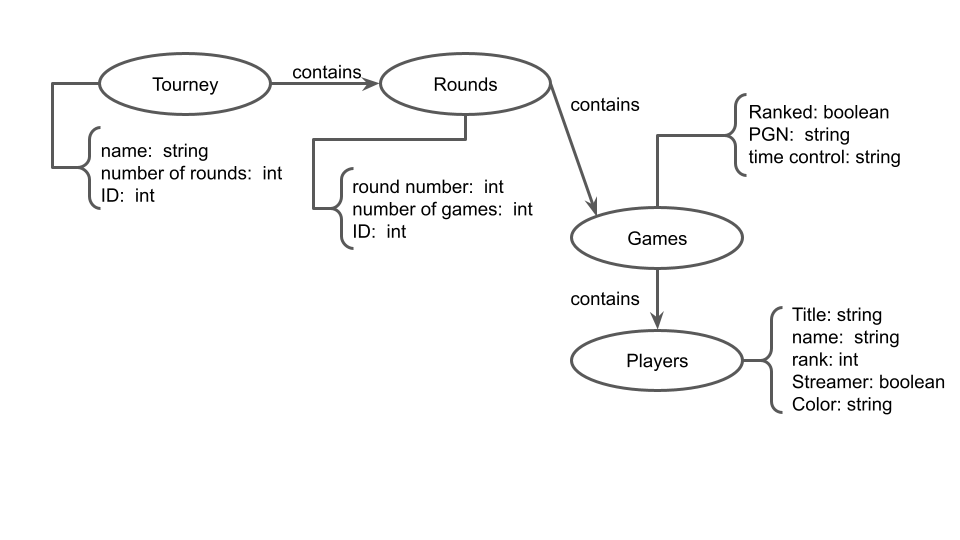 Tourney
contains
Rounds
contains
name:  string
number of rounds:  int
ID:  int
round number:  int
number of games:  int
ID:  int
Ranked: boolean
PGN:  string
time control: string
Games
contains
Players
Title: string
name:  string
rank: int
Streamer: boolean
Color: string